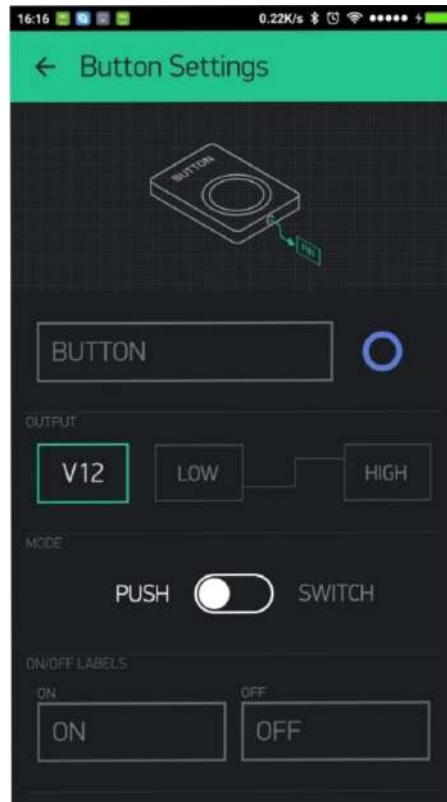 16:16 0.22K/s
← Button Settings
BUTTON
PIN
BUTTON
OUTPUT
V12 LOW HIGH
MODE
PUSH SWITCH
ON/OFF LABELS
ON OFF
ON OFF